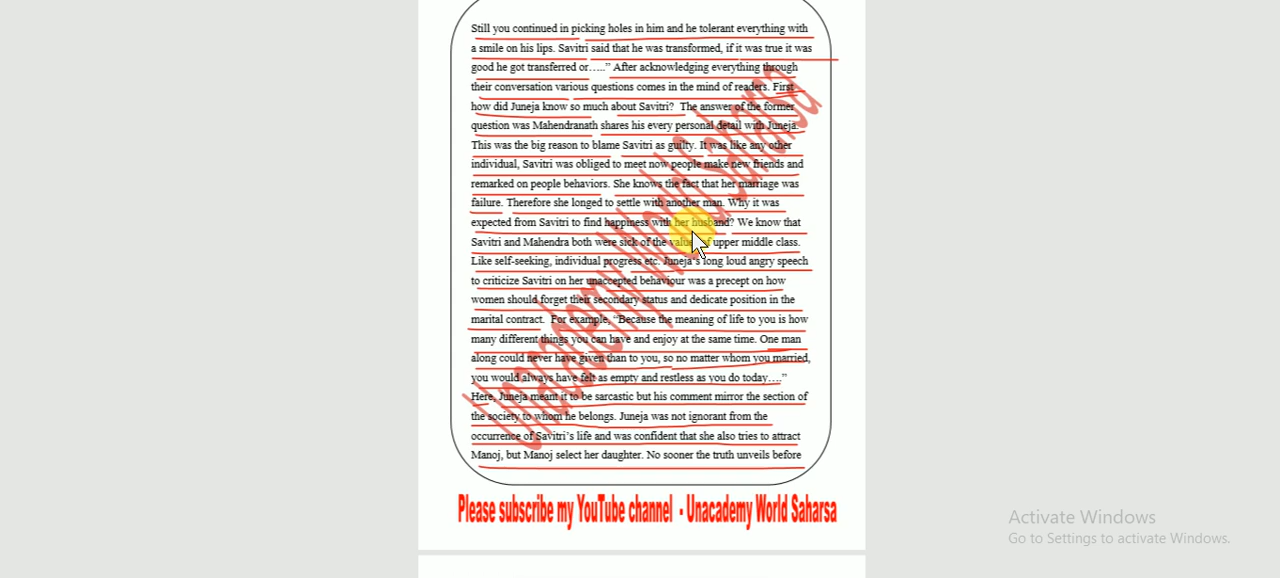 Still you continued in picking holes in him and he tolerant everything with
a smile on his lips. Savitri said that he was transformed, if it was true it was
good he got transferred or…..” After acknowledging everything through
their conversation various questions comes in the mind of readers. First
how did Juneja know so much about Savitri? The answer of the former
question was Mahendranath shares his every personal detail with Juneja.
This was the big reason to blame Savitri as guilty. It was like any other
individual, Savitri was obliged to meet now people make new friends and
remarked on people behaviors. She knows the fact that her marriage was
failure. Therefore she longed to settle with another man. Why it was
expected from Savitri to find happiness with her husband? We know that
Savitri and Mahendra both were sick of the value of upper middle class.
Like self-seeking, individual progress etc. Juneja’s long loud angry speech
to criticize Savitri on her unaccepted behaviour was a precept on how
women should forget their secondary status and dedicate position in the
marital contract. For example, “Because the meaning of life to you is how
many different things you can have and enjoy at the same time. One man
along could never have given than to you, so no matter whom you married,
you would always have felt as empty and restless as you do today….”
Here, Juneja meant it to be sarcastic but his comment mirror the section of
the society to whom he belongs. Juneja was not ignorant from the
occurrence of Savitri’s life and was confident that she also tries to attract
Manoj, but Manoj select her daughter. No sooner the truth unveils before
Unacademy World Saharsa
Please subscribe my YouTube channel - Unacademy World Saharsa
Activate Windows
Go to Settings to activate Windows.